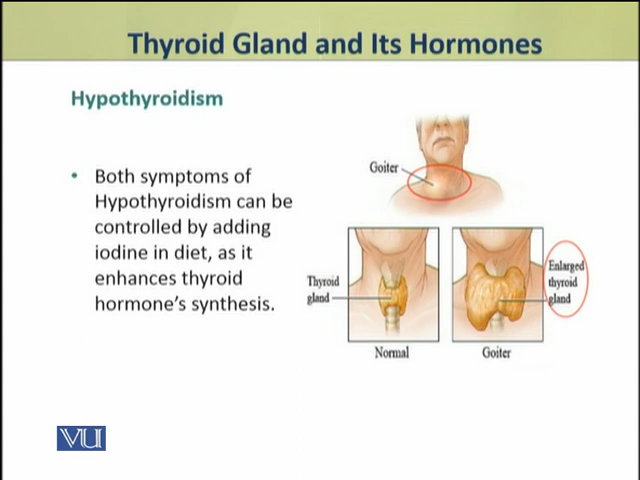 Thyroid Gland and Its Hormones
Hypothyroidism
• Both symptoms of
Hypothyroidism can be
controlled by adding
iodine in diet, as it
enhances thyroid
hormone's synthesis.
Goiter
Thyroid
gland
Enlarged
thyroid
gland
Normal
Goiter
VU